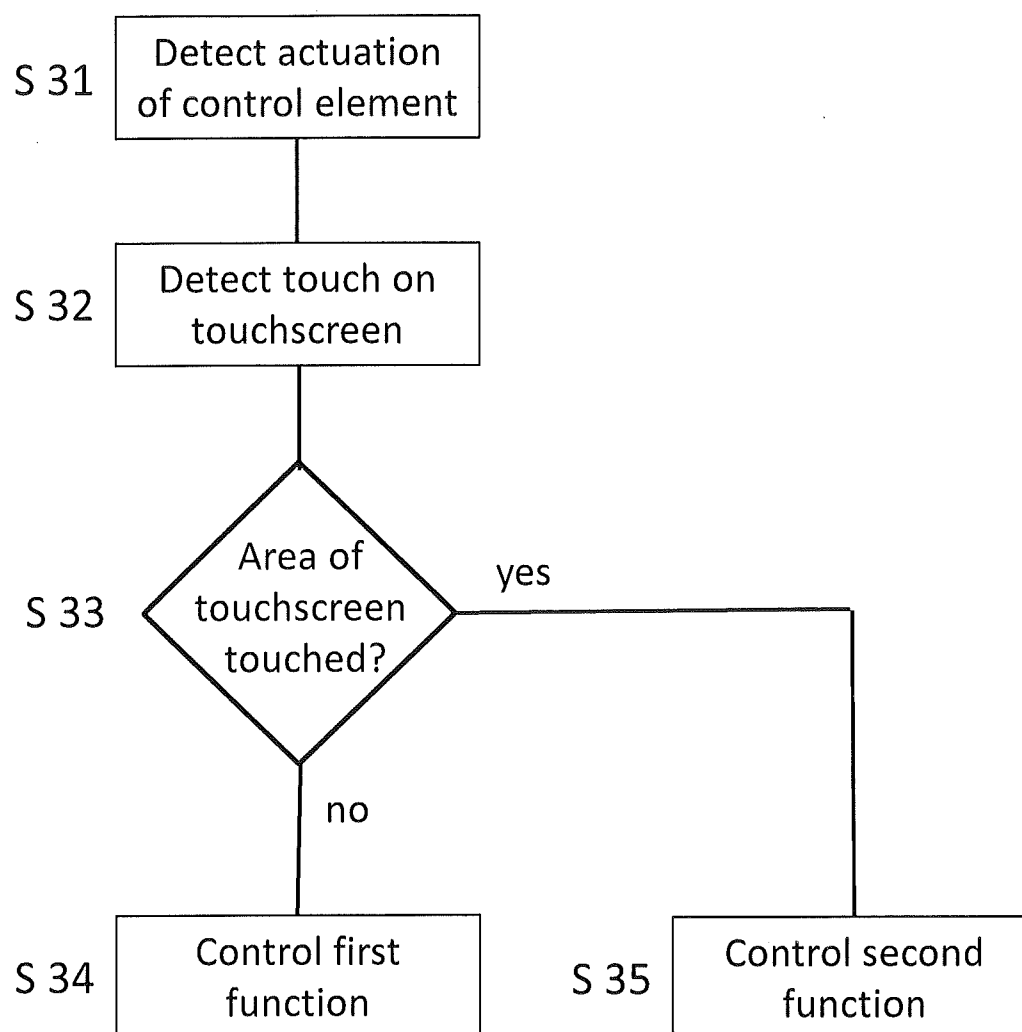 S 31
Detect actuation
of control element
S 32
Detect touch on
touchscreen
S 33
Area of
touchscreen
touched?
yes
no
S 34
Control first
function
S 35
Control second
function